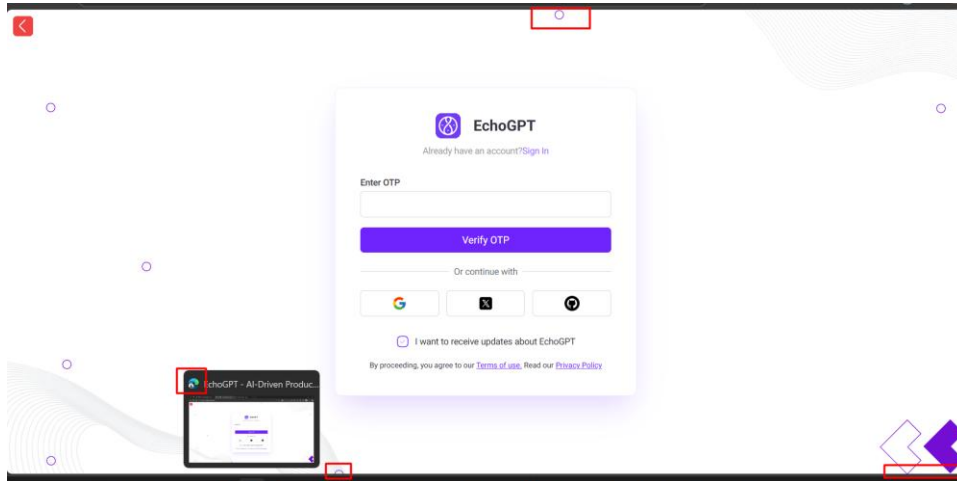 EchoGPT
Already have an account?Sign In
Enter OTP
Verify OTP
Or continue with
I want to receive updates about EchoGPT
By proceeding, you agree to our Terms of use. Read our Privacy Policy
EchoGPT - AI-Driven Produc...